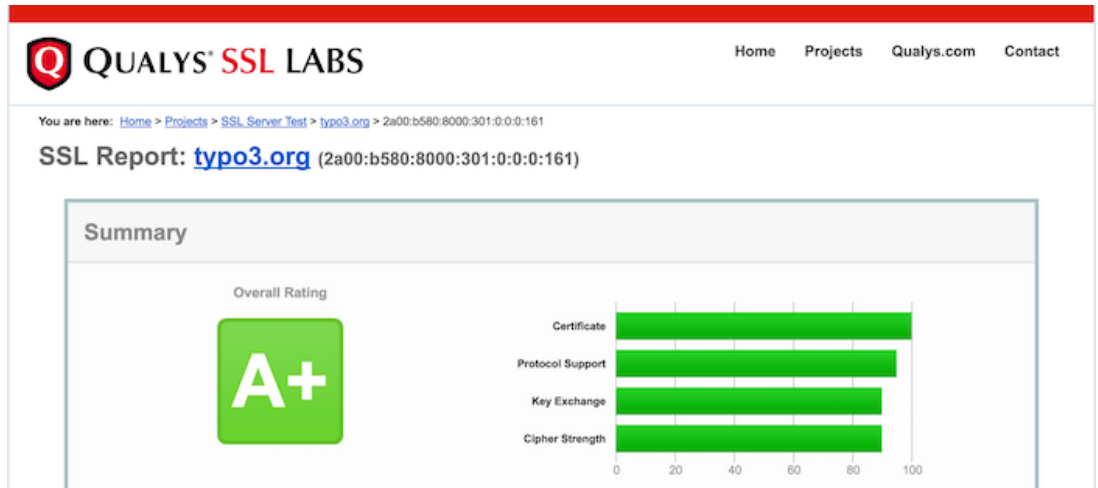 Q QUALYS® SSL LABS
Home Projects Qualys.com Contact
You are here: Home > Projects > SSL Server Test > typo3.org > 2a00:b580:8000:301:0:0:0:161
SSL Report: typo3.org (2a00:b580:8000:301:0:0:0:161)
Summary
Overall Rating
A+
Certificate
Protocol Support
Key Exchange
Cipher Strength
0 20 40 60 80 100